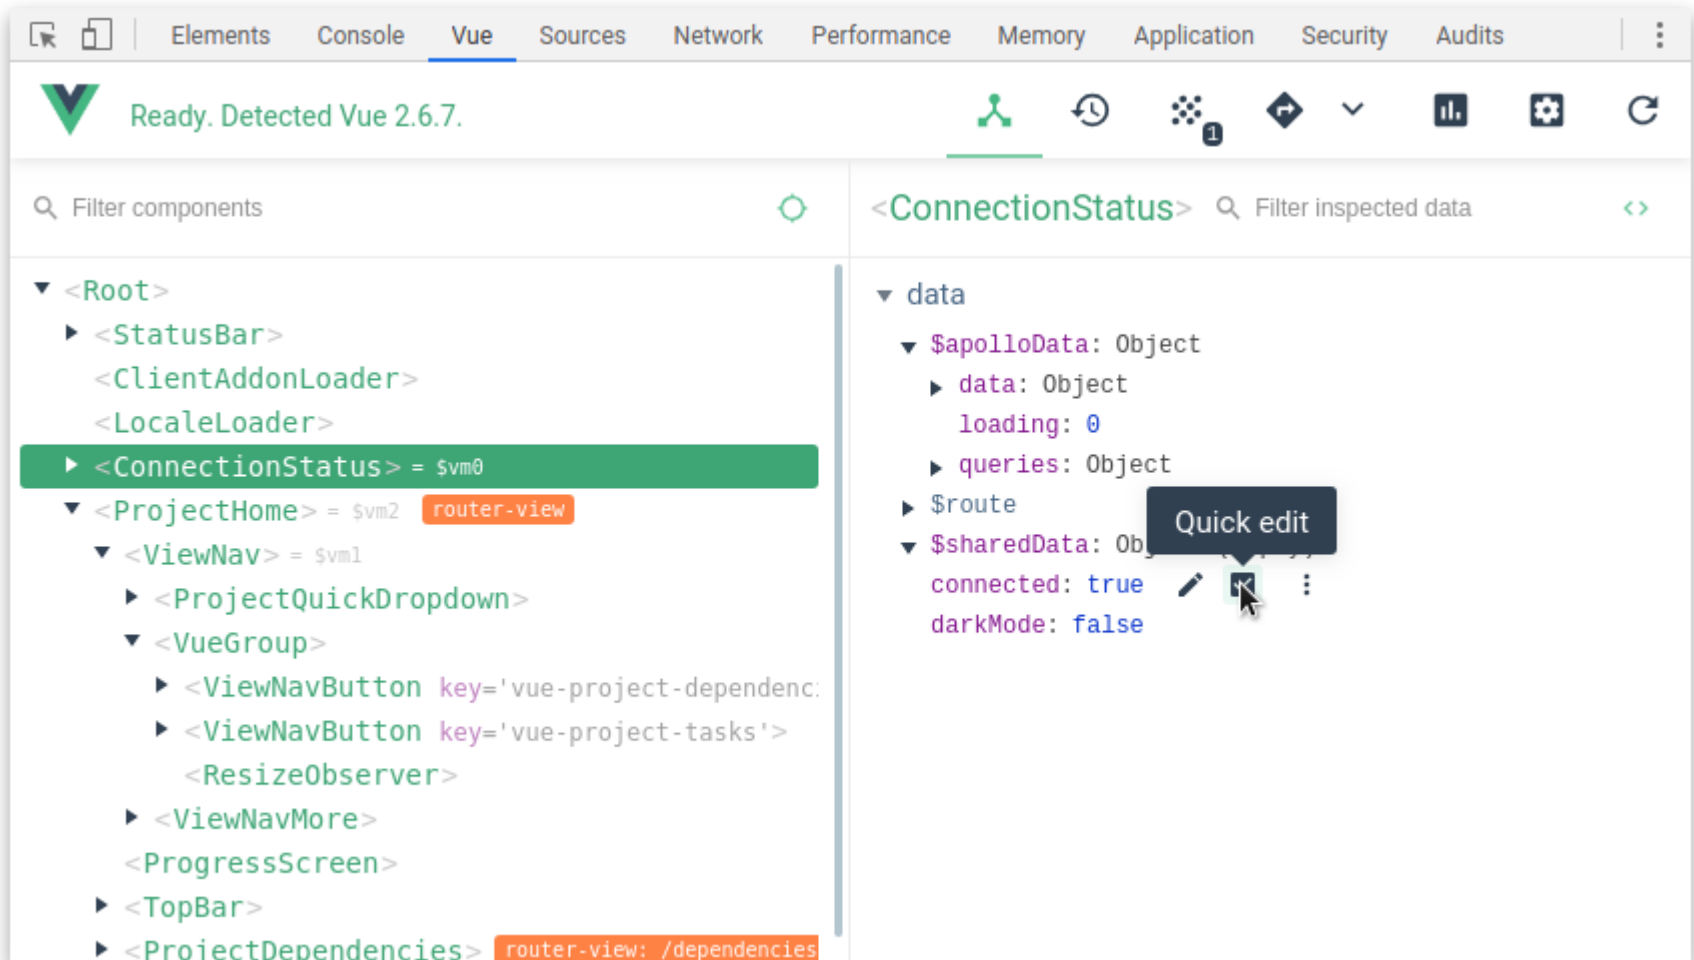 Elements Console Vue Sources Network Performance Memory Application Security Audits
Ready. Detected Vue 2.6.7.
1
Filter components
<ConnectionStatus> Filter inspected data
<Root>
<StatusBar>
<ClientAddonLoader>
<LocaleLoader>
<ConnectionStatus> = $vm0
<ProjectHome> = $vm2 router-view
<ViewNav> = $vm1
<ProjectQuickDropdown>
<VueGroup>
<ViewNavButton key='vue-project-dependenc
<ViewNavButton key='vue-project-tasks'>
<ResizeObserver>
<ViewNavMore>
<ProgressScreen>
<TopBar>
<ProjectDependencies> router-view: /dependencies
data
$apolloData: Object
data: Object
loading: 0
queries: Object
$route
Quick edit
$sharedData: Ob
connected: true
darkMode: false